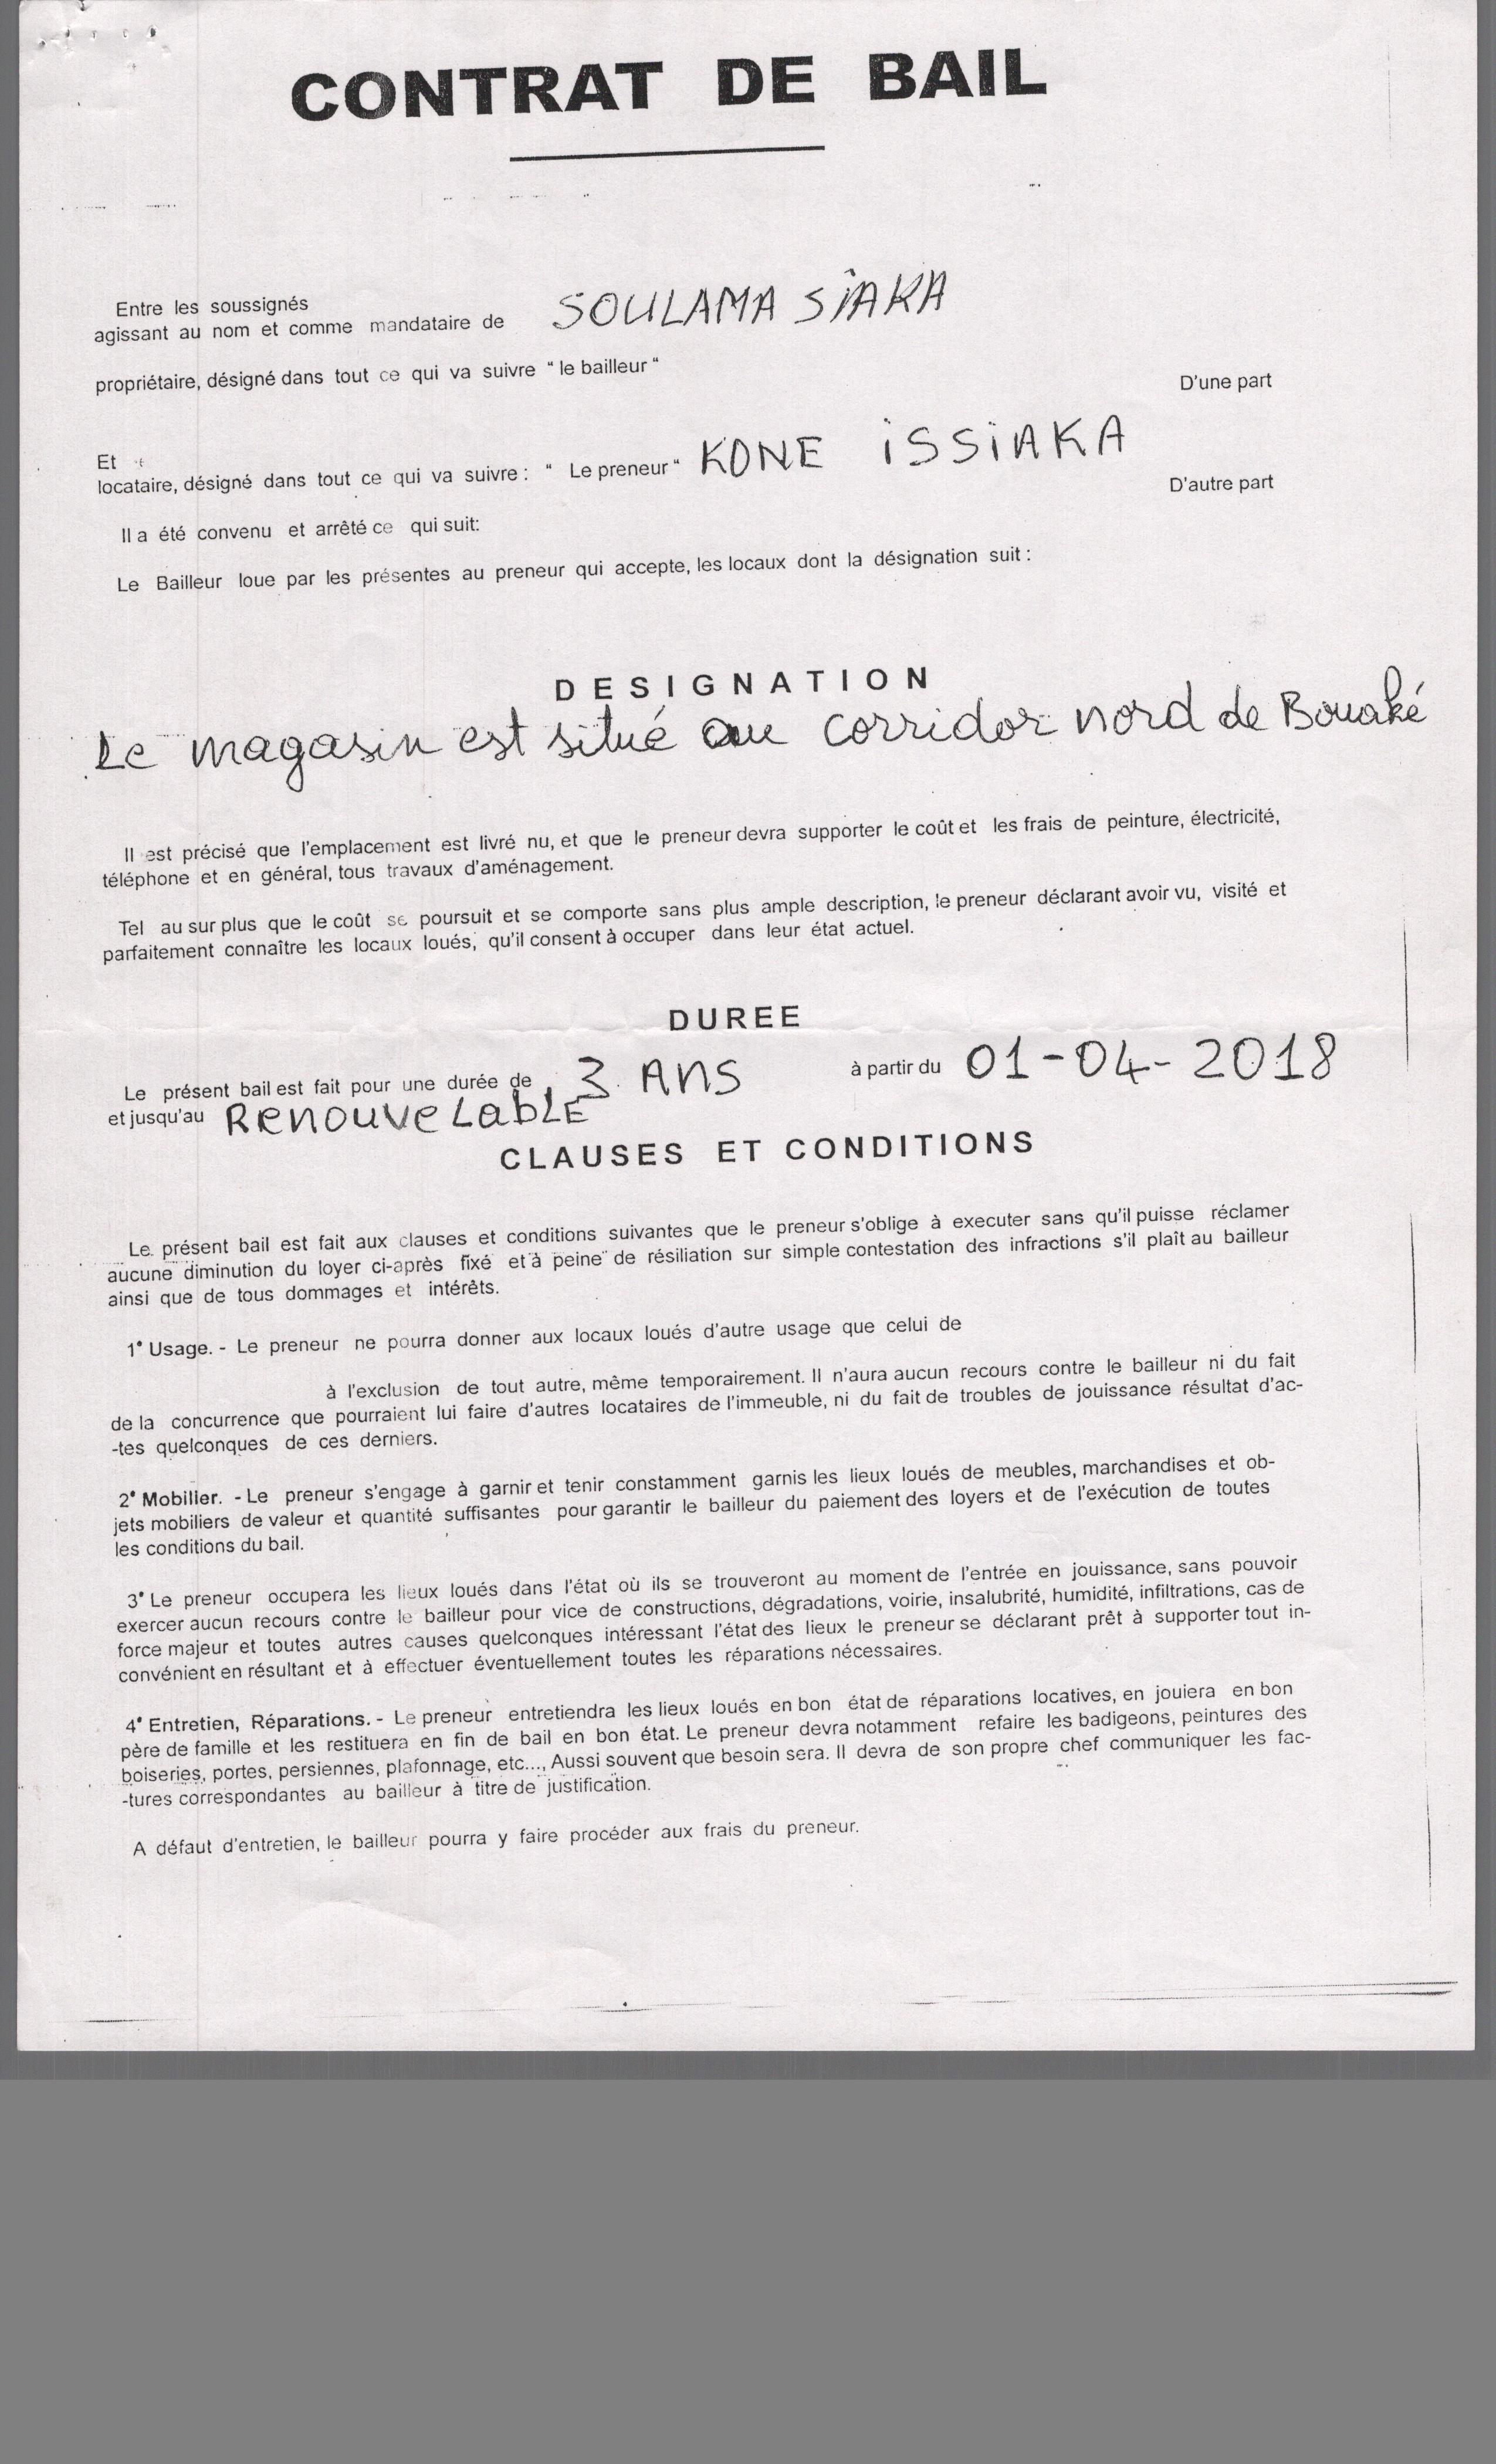 CONTRAT DE BAIL
Entre les soussignés
agissant au nom et comme mandataire de SOULAMA SIAKA
propriétaire, désigné dans tout ce qui va suivre “ le bailleur “
D'une part
Et
locataire, désigné dans tout ce qui va suivre : “ Le preneur “ KONE ISSIAKA
D'autre part
Il a été convenu et arrêté ce qui suit:
Le Bailleur loue par les présentes au preneur qui accepte, les locaux dont la désignation suit :
DESIGNATION
Le magasin est situé au corridor nord de Bouaké
Il est précisé que l'emplacement est livré nu, et que le preneur devra supporter le coût et les frais de peinture, électricité,
téléphone et en général, tous travaux d'aménagement.
Tel au sur plus que le coût se poursuit et se comporte sans plus ample description, le preneur déclarant avoir vu, visité et
parfaitement connaître les locaux loués, qu'il consent à occuper dans leur état actuel.
DUREE
Le présent bail est fait pour une durée de 3 ANS à partir du 01-04-2018
et jusqu'au RenouveLabLE
CLAUSES ET CONDITIONS
Le présent bail est fait aux clauses et conditions suivantes que le preneur s'oblige à executer sans qu'il puisse réclamer
aucune diminution du loyer ci-après fixé et à peine de résiliation sur simple contestation des infractions s'il plaît au bailleur
ainsi que de tous dommages et intérêts.
1° Usage. - Le preneur ne pourra donner aux locaux loués d'autre usage que celui de
à l'exclusion de tout autre, même temporairement. Il n'aura aucun recours contre le bailleur ni du fait
de la concurrence que pourraient lui faire d'autres locataires de l'immeuble, ni du fait de troubles de jouissance résultat d'ac-
-tes quelconques de ces derniers.
2° Mobilier. - Le preneur s'engage à garnir et tenir constamment garnis les lieux loués de meubles, marchandises et ob-
jets mobiliers de valeur et quantité suffisantes pour garantir le bailleur du paiement des loyers et de l'exécution de toutes
les conditions du bail.
3° Le preneur occupera les lieux loués dans l'état où ils se trouveront au moment de l'entrée en jouissance, sans pouvoir
exercer aucun recours contre le bailleur pour vice de constructions, dégradations, voirie, insalubrité, humidité, infiltrations, cas de
force majeur et toutes autres causes quelconques intéressant l'état des lieux le preneur se déclarant prêt à supporter tout in-
convénient en résultant et à effectuer éventuellement toutes les réparations nécessaires.
4° Entretien, Réparations. - Le preneur entretiendra les lieux loués en bon état de réparations locatives, en jouiera en bon
père de famille et les restituera en fin de bail en bon état. Le preneur devra notamment refaire les badigeons, peintures des
boiseries, portes, persiennes, plafonnage, etc..., Aussi souvent que besoin sera. Il devra de son propre chef communiquer les fac-
-tures correspondantes au bailleur à titre de justification.
A défaut d'entretien, le bailleur pourra y faire procéder aux frais du preneur.